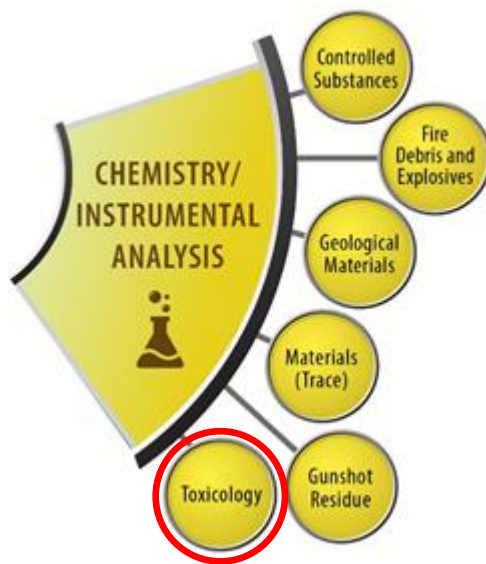 CHEMISTRY/
INSTRUMENTAL
ANALYSIS
Controlled
Substances
Fire
Debris and
Explosives
Geological
Materials
Materials
(Trace)
Gunshot
Residue
Toxicology